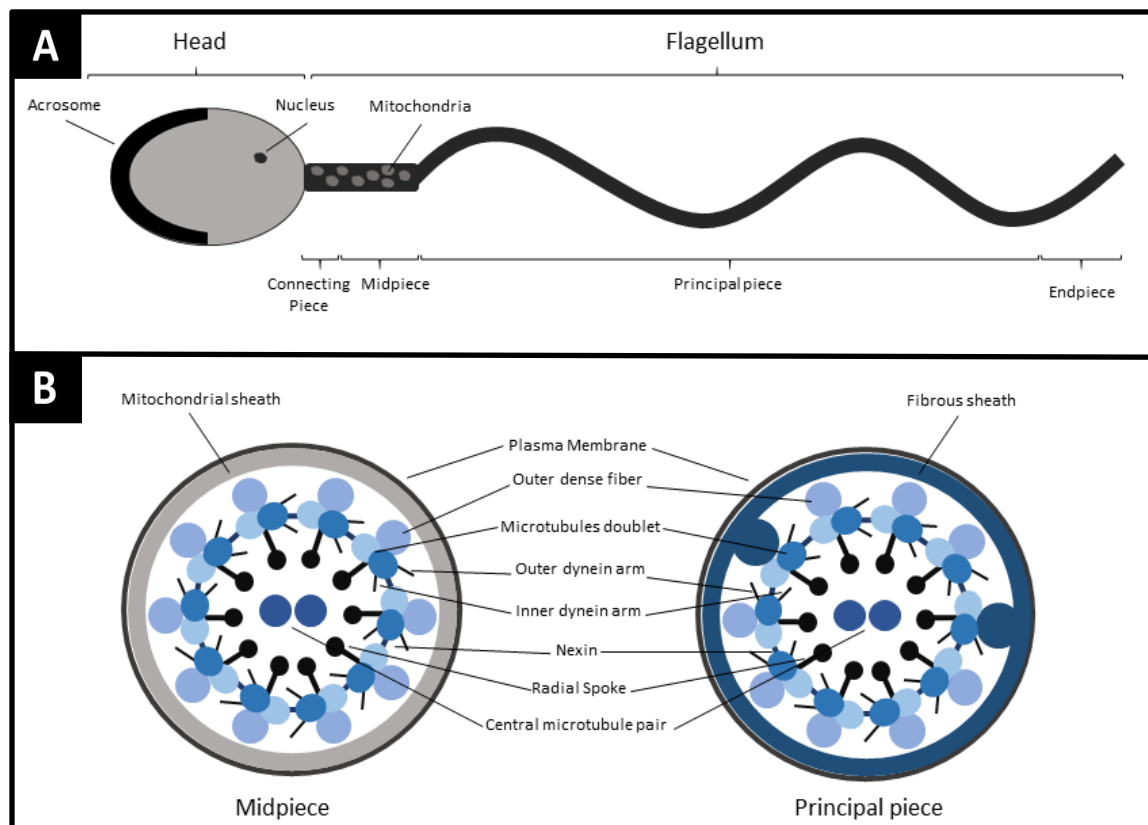 A
Head
Flagellum
Acrosome
Nucleus
Mitochondria
Connecting
Piece
Midpiece
Principal piece
Endpiece
B
Mitochondrial sheath
Fibrous sheath
Plasma Membrane
Outer dense fiber
Microtubules doublet
Outer dynein arm
Inner dynein arm
Nexin
Radial Spoke
Central microtubule pair
Midpiece
Principal piece